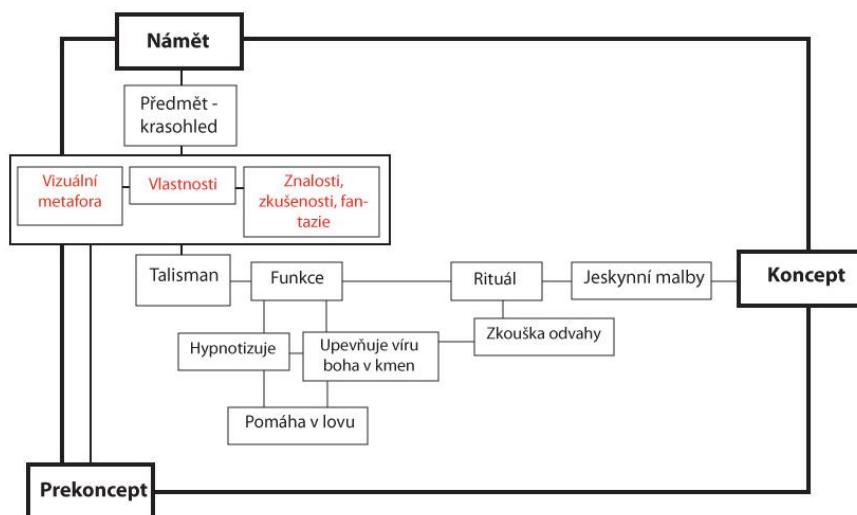 Námět
Předmět -
krasohled
Vizuální
metafora
Vlastnosti
Znalosti,
zkušenosti, fan-
tazie
Talisman
Funkce
Rituál
Jeskynní malby
Koncept
Hypnotizuje
Upevňuje víru
boha v kmen
Zkouška odvahy
Pomáha v lovu
Prekoncept